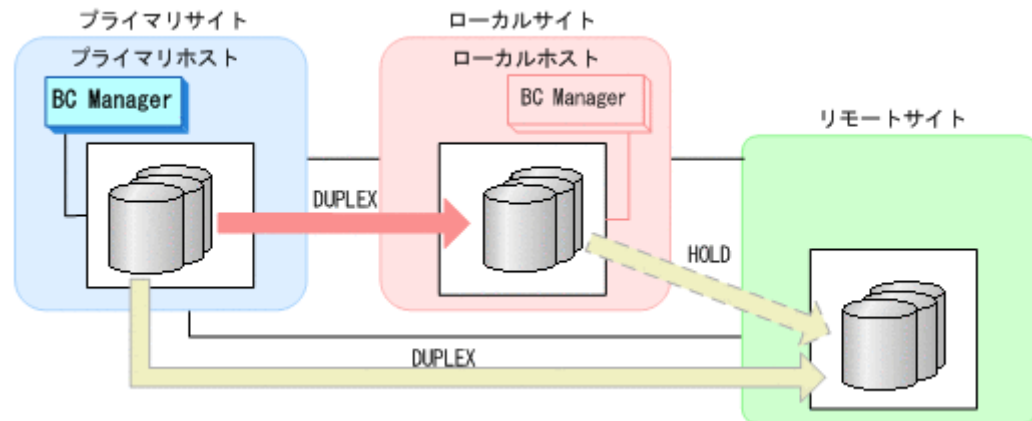 プライマリサイト
ローカルサイト
プライマリホスト
ローカルホスト
BC Manager
BC Manager
リモートサイト
DUPLEX
HOLD
DUPLEX